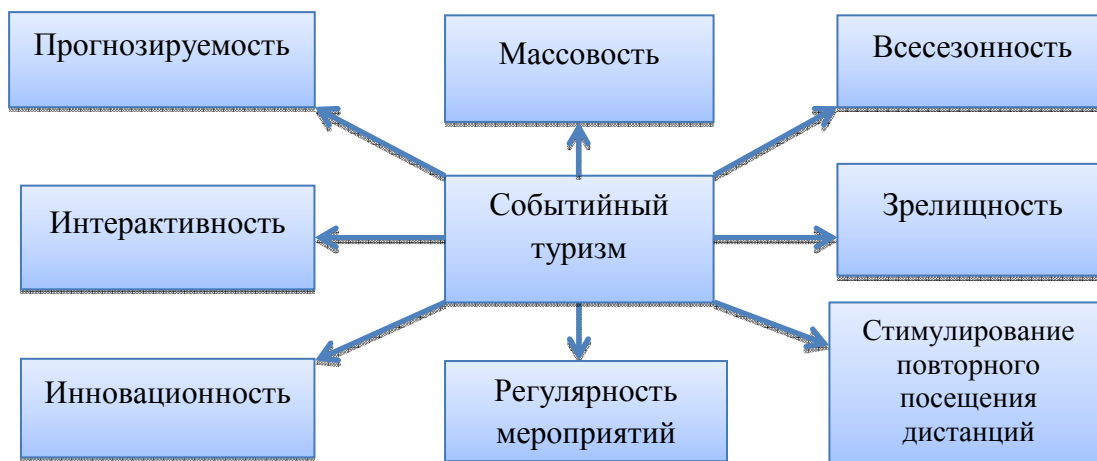 Прогнозируемость
Массовость
Всесезонность
Интерактивность
Событийный
туризм
Зрелищность
Инновационность
Регулярность
мероприятий
Стимулирование
повторного
посещения
дистанций